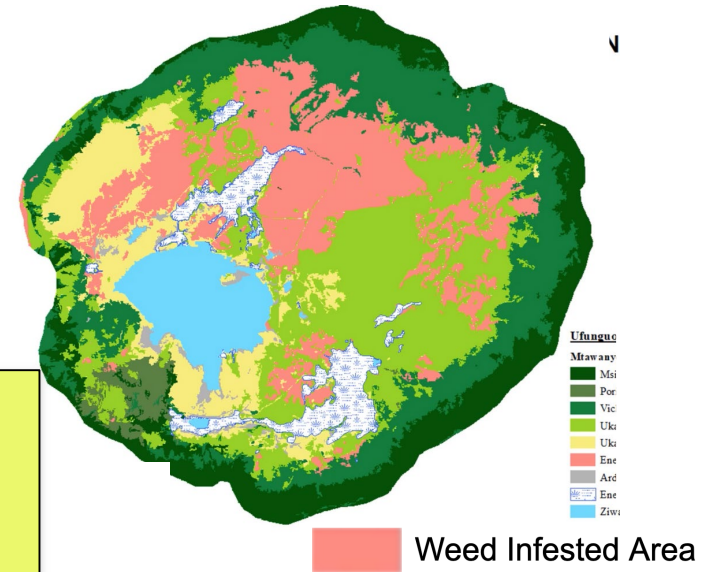 N
Ufunguo
Mtawany
Msi
Por
Vic
Uka
Uka
Ene
Ard
Ene
Ziwa
Weed Infested Area